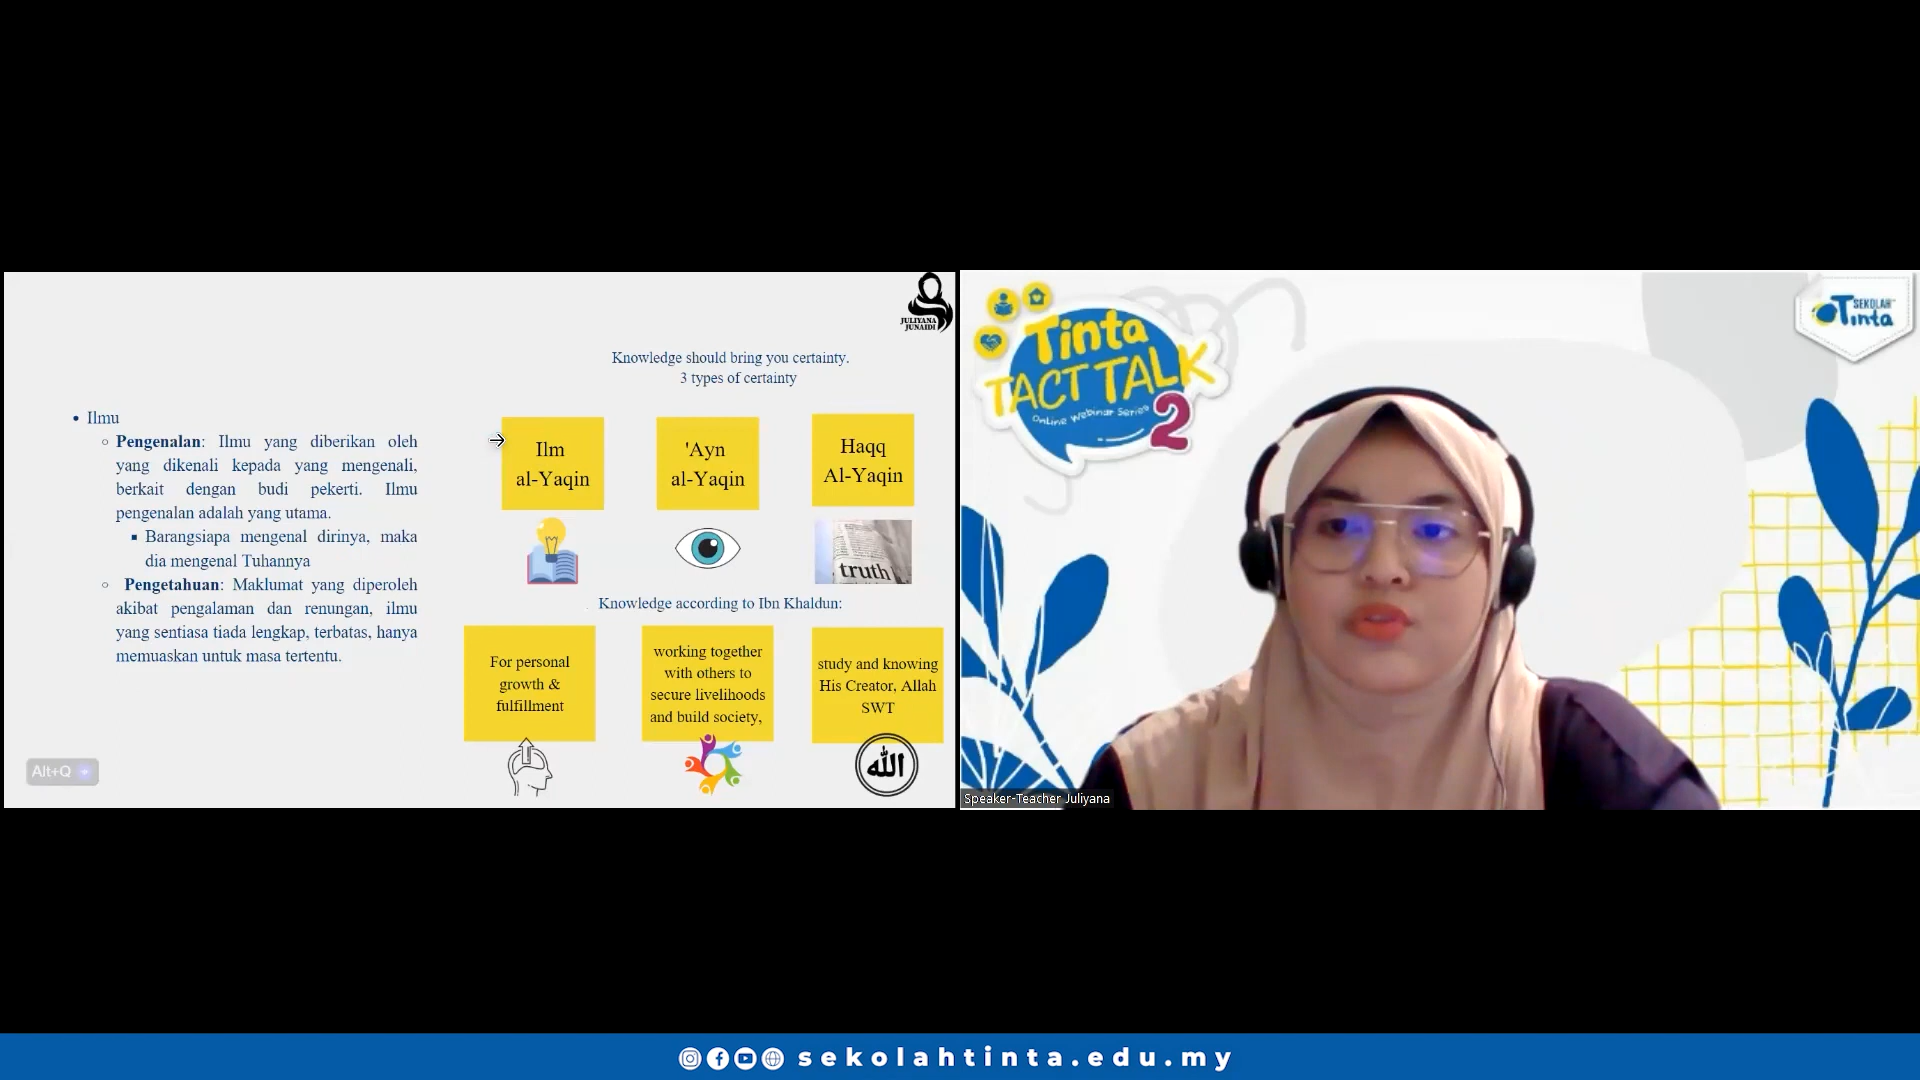 JULIYANA
JUNAIDI
Knowledge should bring you certainty.
3 types of certainty
• Ilmu
○ Pengenalan: Ilmu yang diberikan oleh
yang dikenali kepada yang mengenali,
berkait dengan budi pekerti. Ilmu
pengenalan adalah yang utama.
▪ Barangsiapa mengenal dirinya, maka
dia mengenal Tuhannya
○ Pengetahuan: Maklumat yang diperoleh
akibat pengalaman dan renungan, ilmu
yang sentiasa tiada lengkap, terbatas, hanya
memuaskan untuk masa tertentu.
Ilm
al-Yaqin
'Ayn
al-Yaqin
Haqq
Al-Yaqin
truth
Knowledge according to Ibn Khaldun:
For personal
growth &
fulfillment
working together
with others to
secure livelihoods
and build society,
study and knowing
His Creator, Allah
SWT
الله
Alt+Q
Tinta
TACT TALK
Online Webinar Series
2
SEKOLAH
Tinta
Speaker-Teacher Juliyana
sekolahtinta.edu.my